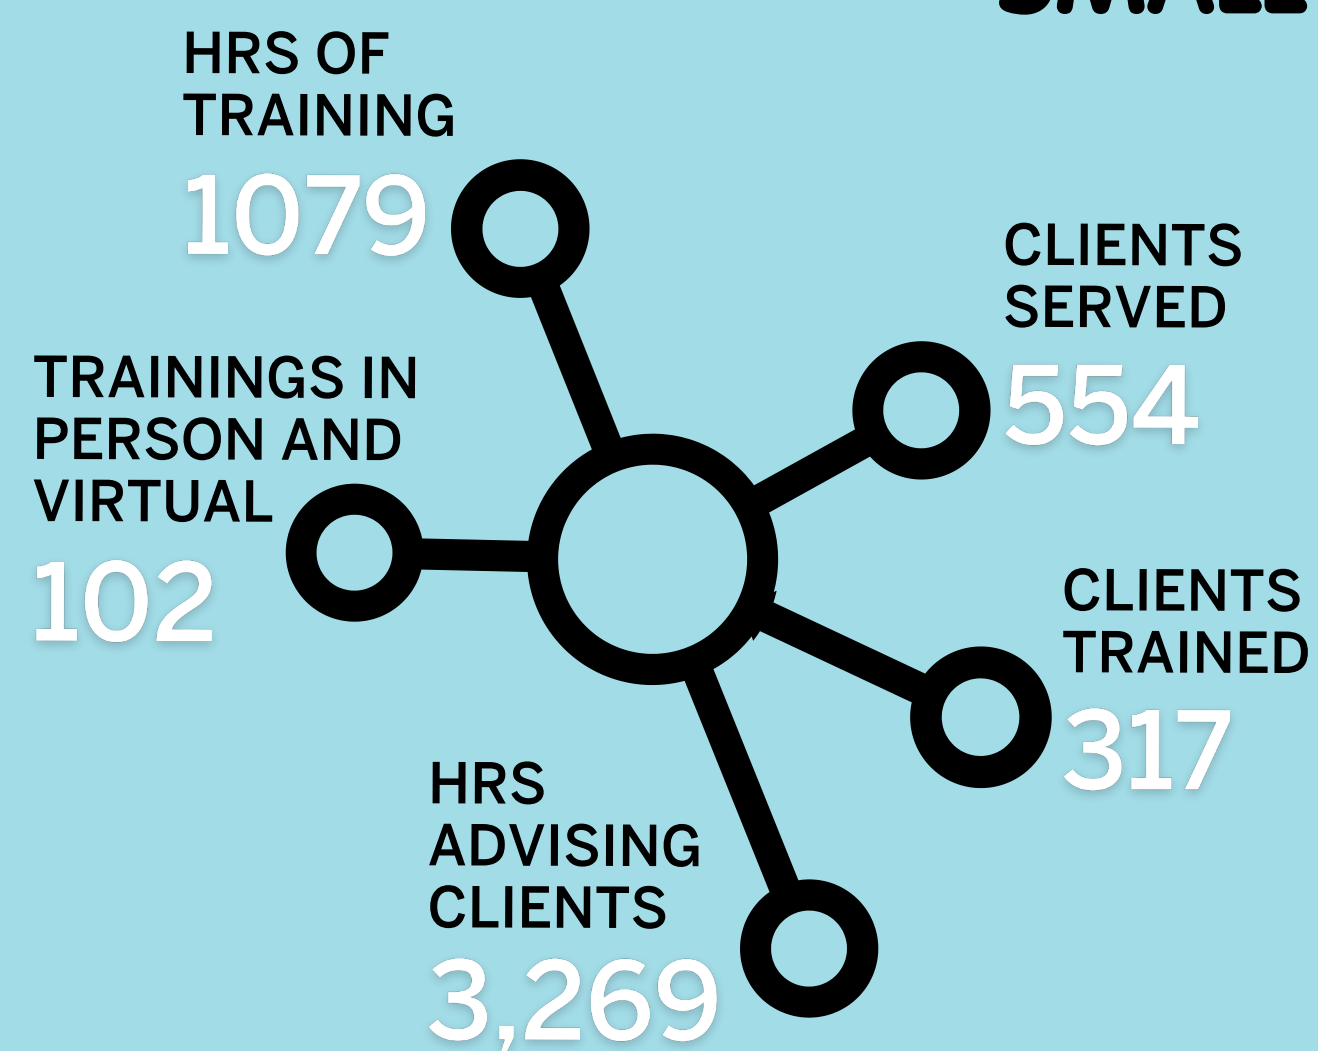 HRS OF
TRAINING
1079
CLIENTS
SERVED
554
TRAININGS IN
PERSON AND
VIRTUAL
102
CLIENTS
TRAINED
317
HRS
ADVISING
CLIENTS
3,269